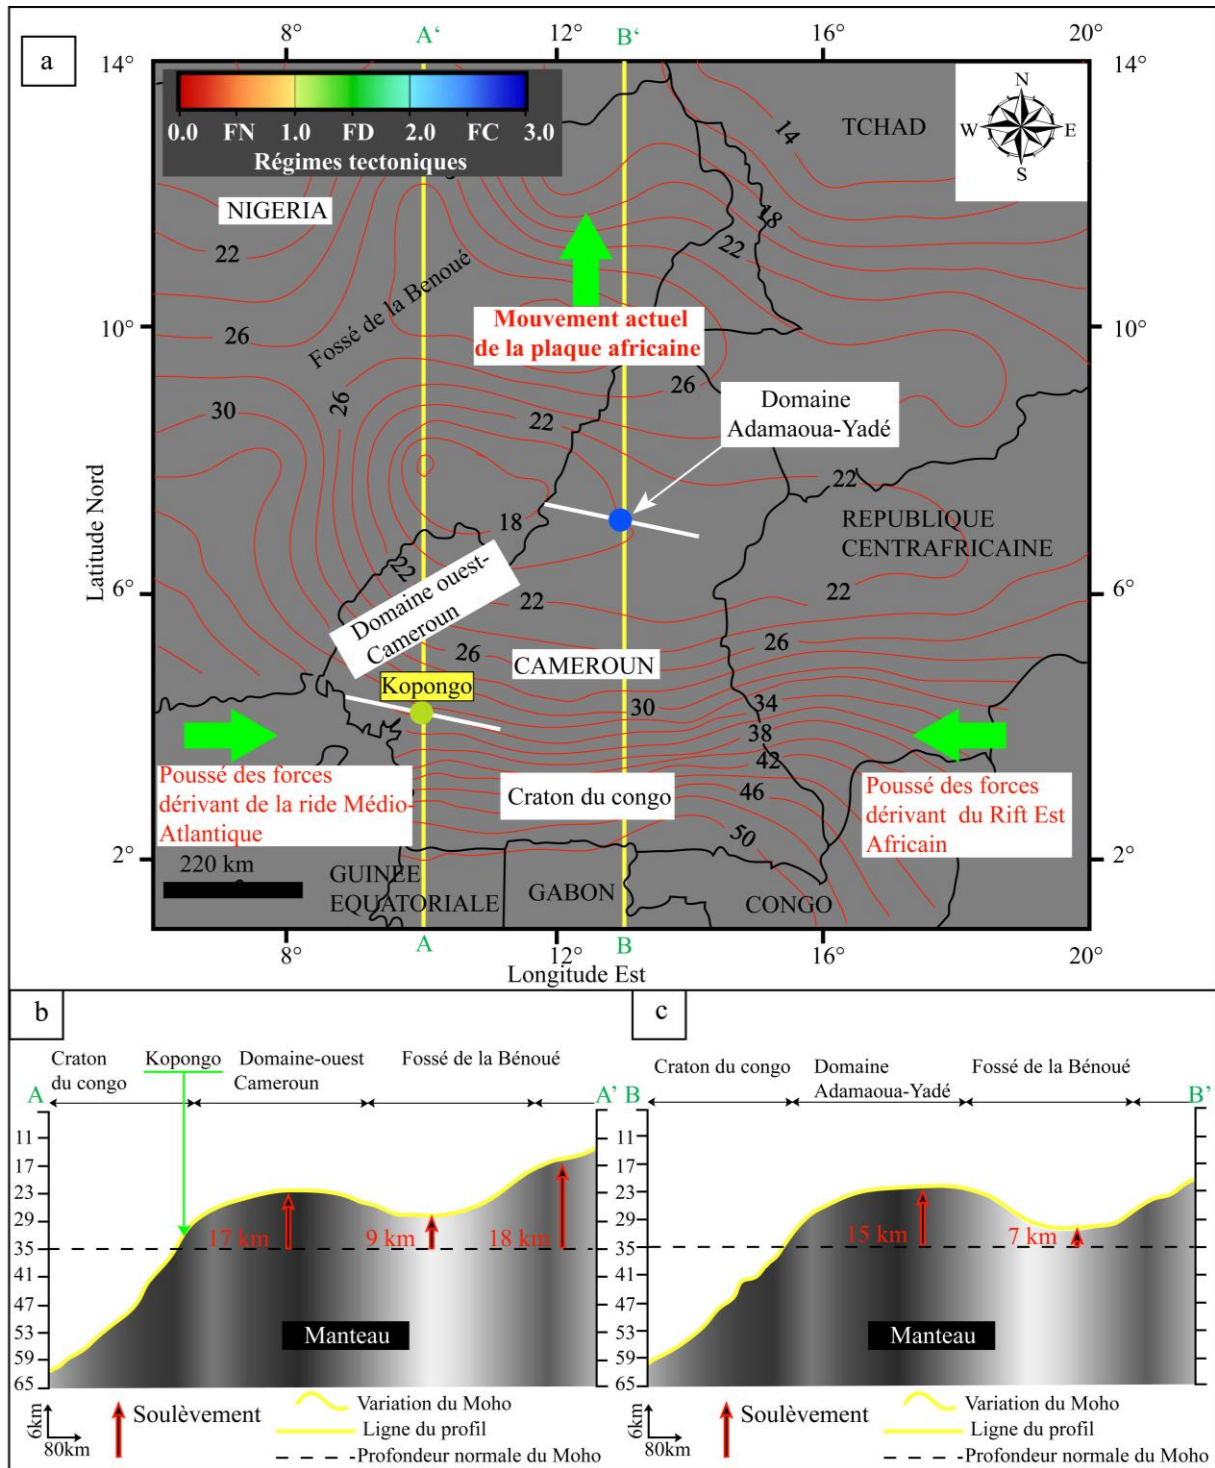 a
8°
A'
12°
B'
16°
20°
14°
14°
0.0 FN 1.0 FD 2.0 FC 3.0
Régimes tectoniques
N
W E
S
TCHAD
14
NIGERIA
18
22
22
Fossé de la Benoué
10°
10°
26
Mouvement actuel
de la plaque africaine
26
26
30
22
Domaine
Adamaoua-Yadé
22
18
REPUBLIQUE
CENTRAFRICAINE
Latitude Nord
22
Domaine ouest-
Cameroun
6°
6°
22
22
26
26
CAMEROUN
Kopongo
30
34
38
42
46
50
Poussé des forces
dérivant de la ride Médio-
Atlantique
Craton du congo
Poussé des forces
dérivant du Rift Est
Africain
2°
2°
220 km
GUINEE
EQUATORIALE
GABON
CONGO
8°
A
12°
B
16°
20°
Longitude Est
b
Craton
du congo
Kopongo
Domaine-ouest
Cameroun
Fossé de la Bénoué
A
A'
11
17
23
29
35
41
47
53
59
65
17 km
9 km
18 km
Manteau
6km
80km
Soulèvement
Variation du Moho
Ligne du profil
Profondeur normale du Moho
c
Craton du congo
Domaine
Adamaoua-Yadé
Fossé de la Bénoué
B
B'
11
17
23
29
35
41
47
53
59
65
15 km
7 km
Manteau
6km
80km
Soulèvement
Variation du Moho
Ligne du profil
Profondeur normale du Moho